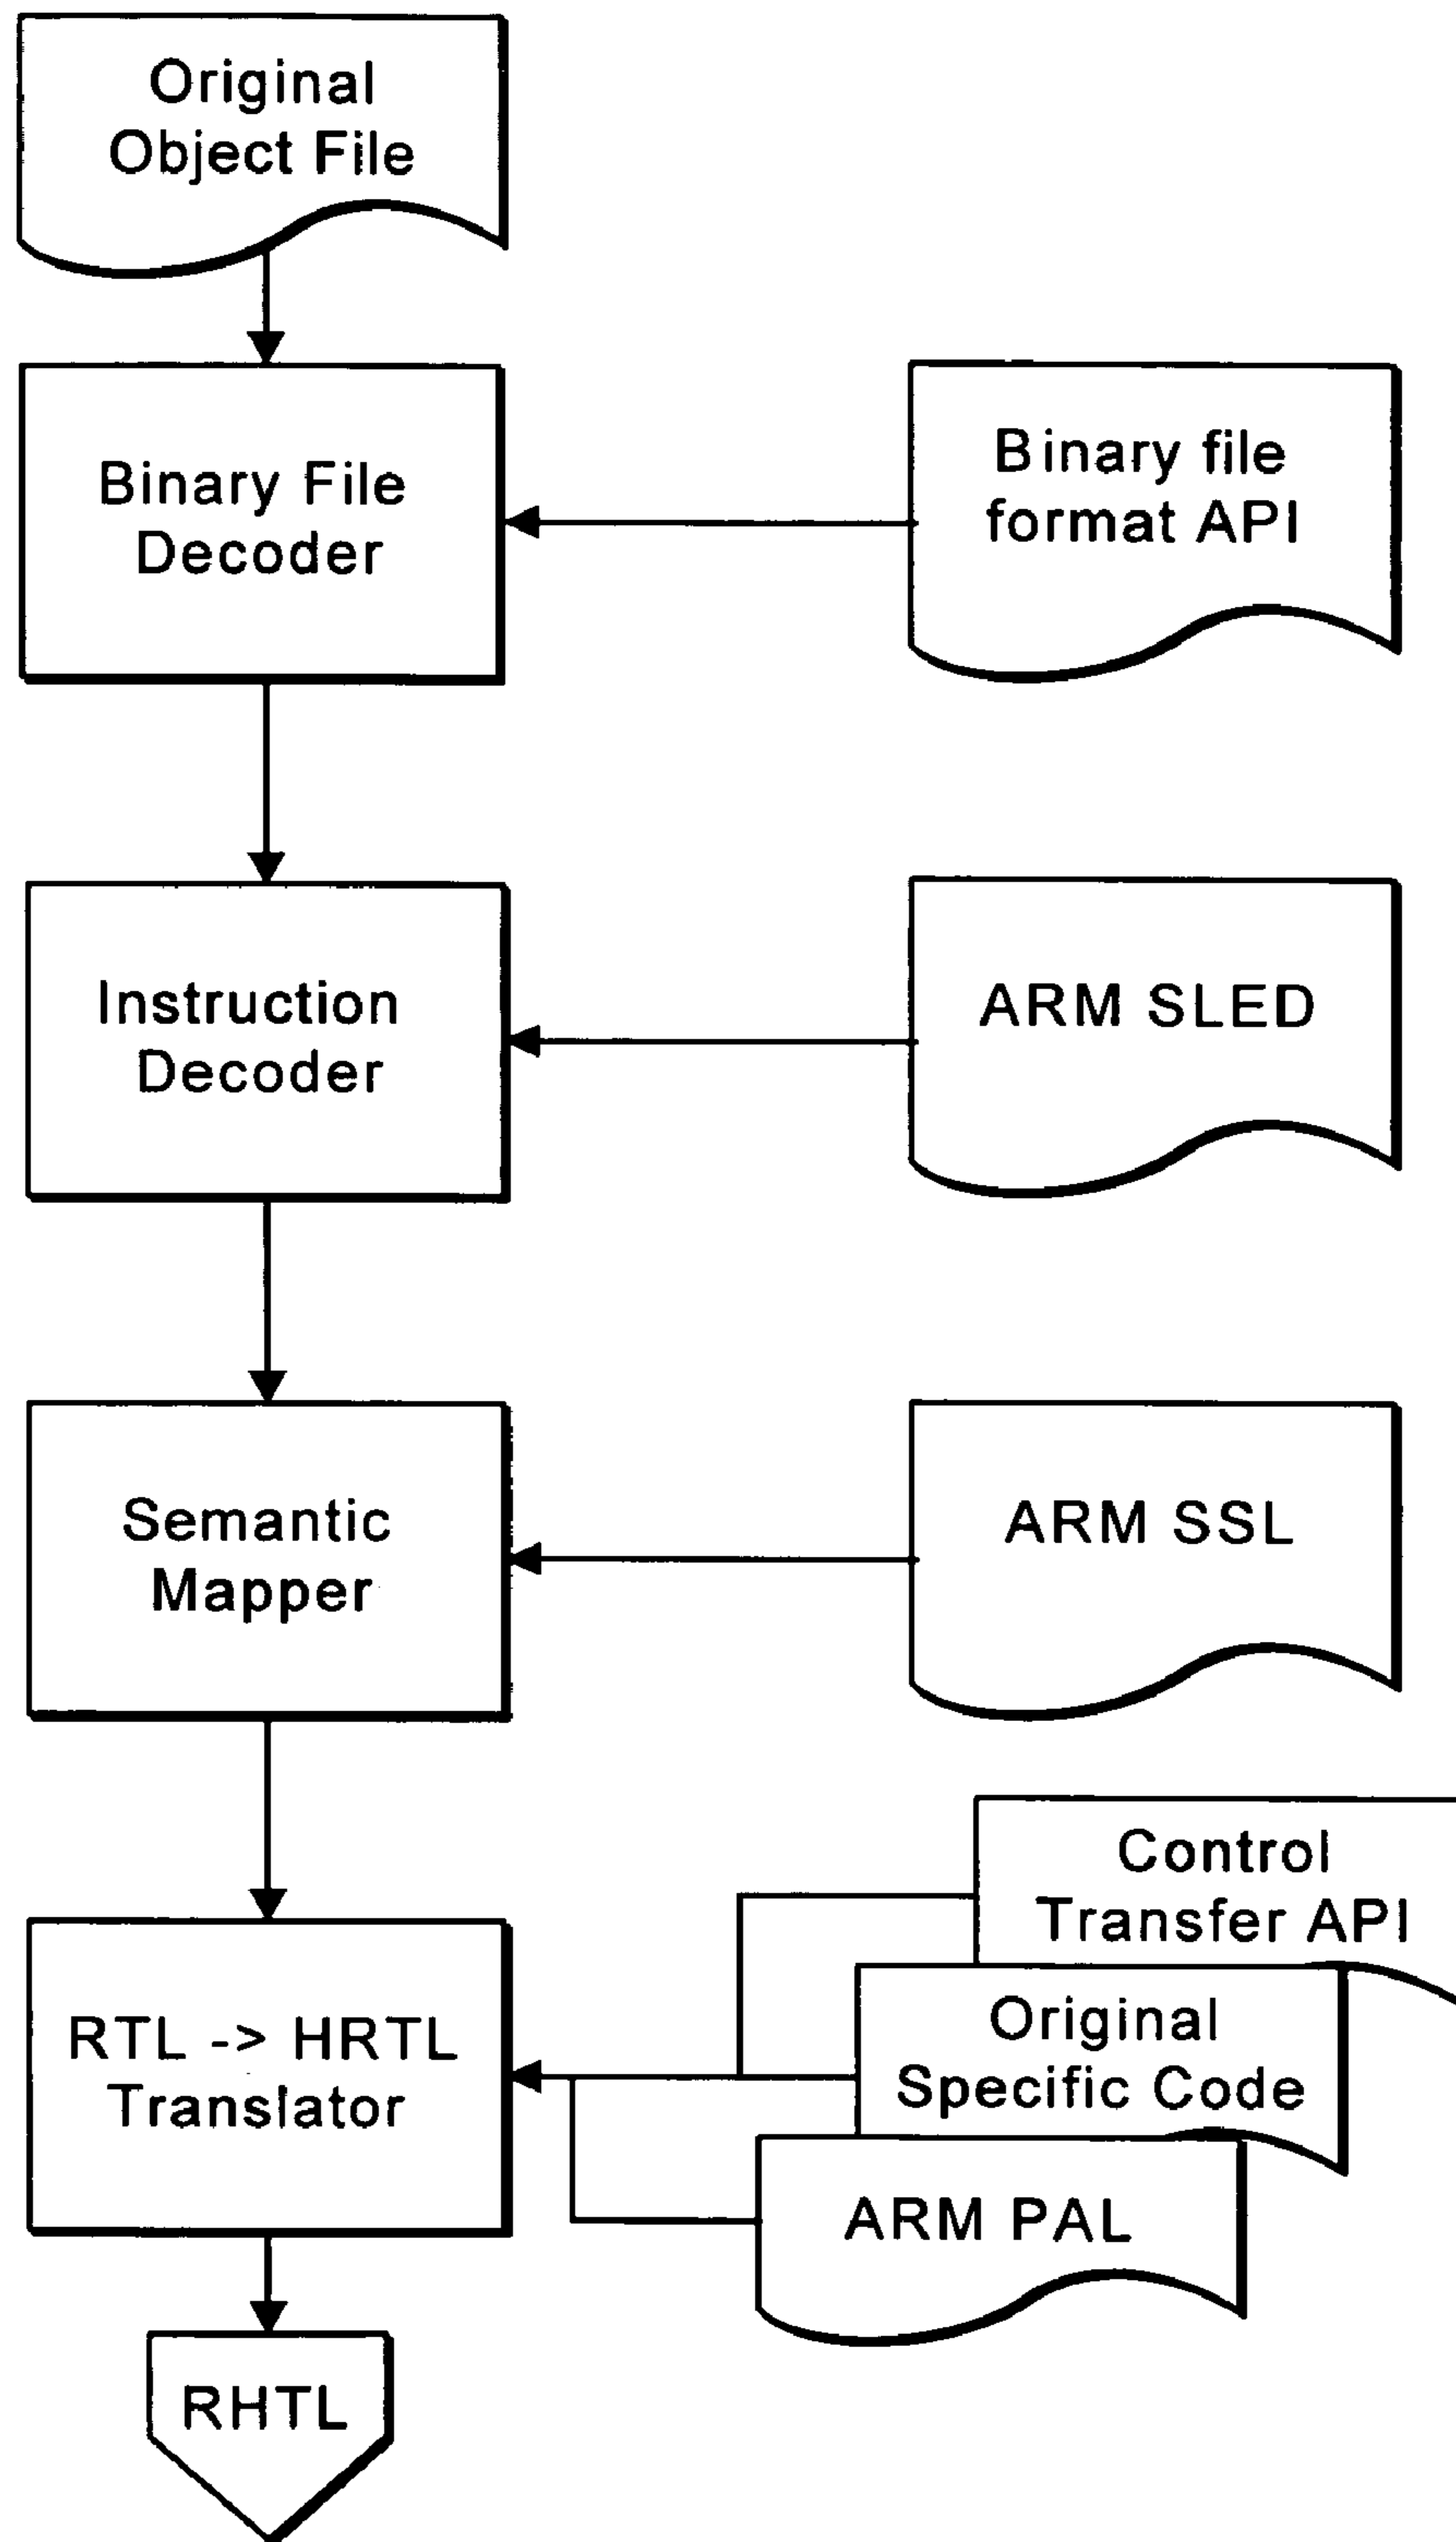 Original
Object File
Binary File
Decoder
Binary file
format API
Instruction
Decoder
ARM SLED
Semantic
Mapper
ARM SSL
Control
Transfer API
RTL -> HRTL
Translator
Original
Specific Code
ARM PAL
RHTL